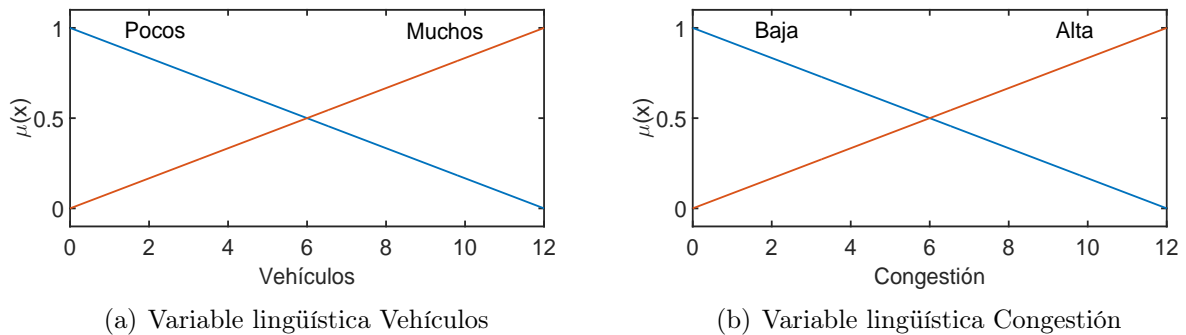 Pocos Muchos
1
0.5
0
μ(x)
0 2 4 6 8 10 12
Vehículos
(a) Variable lingüística Vehículos
Baja Alta
1
0.5
0
μ(x)
0 2 4 6 8 10 12
Congestión
(b) Variable lingüística Congestión